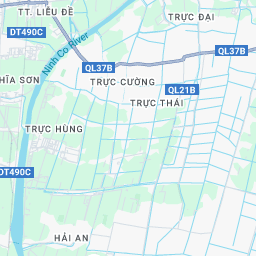 TT. LIỄU ĐỀ
TRỰC ĐẠI
DT490C
Ninh Co River
QL37B
QL37B
HĨA SƠN
TRỰC CƯỜNG
QL21B
TRỰC THÁI
TRỰC HÙNG
DT490C
HẢI AN